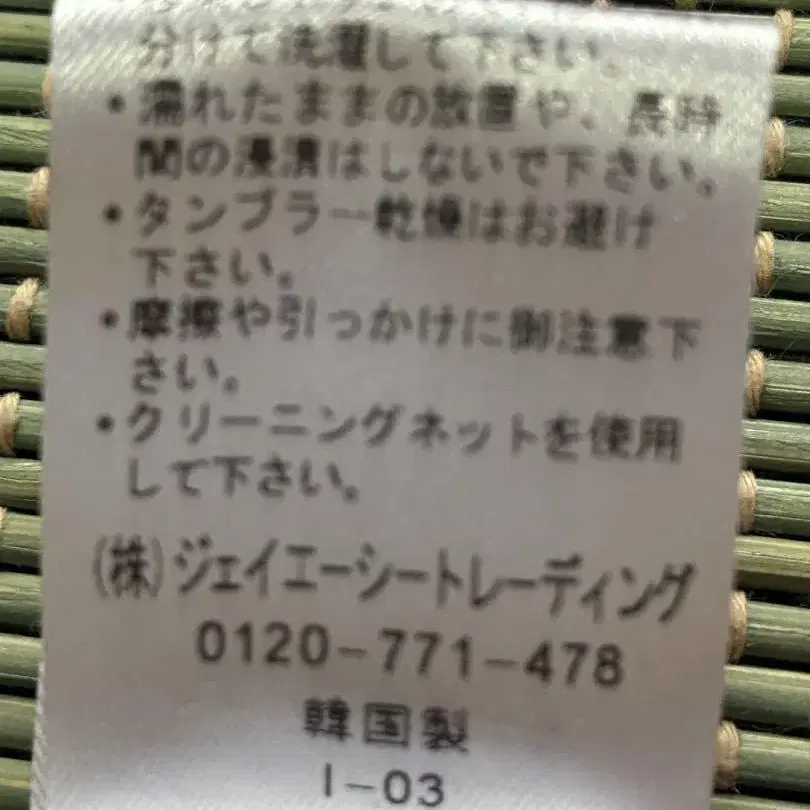 分けて洗濯して下さい。
・濡れたままの放置や、長時
間の浸漬はしないで下さい。
・タンブラー乾燥はお避け
下さい。
・摩擦や引っかけに御注意下
さい。
・クリーニングネットを使用
して下さい。
(株)ジェイエーシートレーディング
0120-771-478
韓国製
I-03